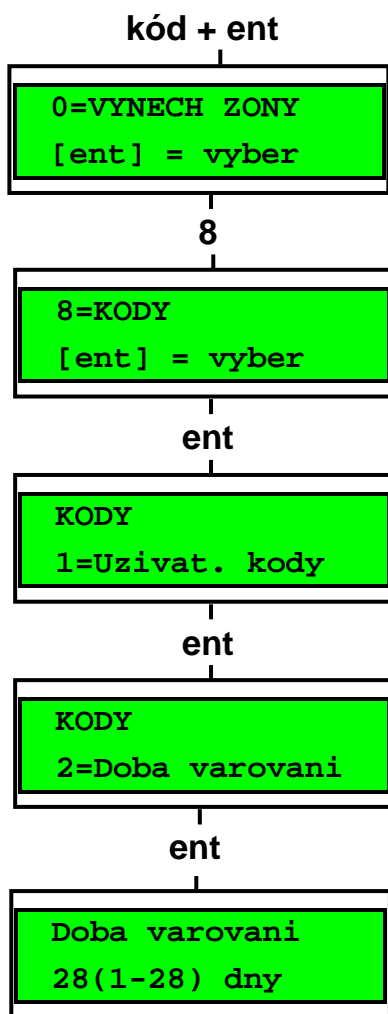 kód + ent
0=VYNECH ZONY
[ent] = vyber
8
8=KODY
[ent] = vyber
ent
KODY
1=Uzivat. kody
ent
KODY
2=Doba varovani
ent
Doba varovani
28(1-28) dny